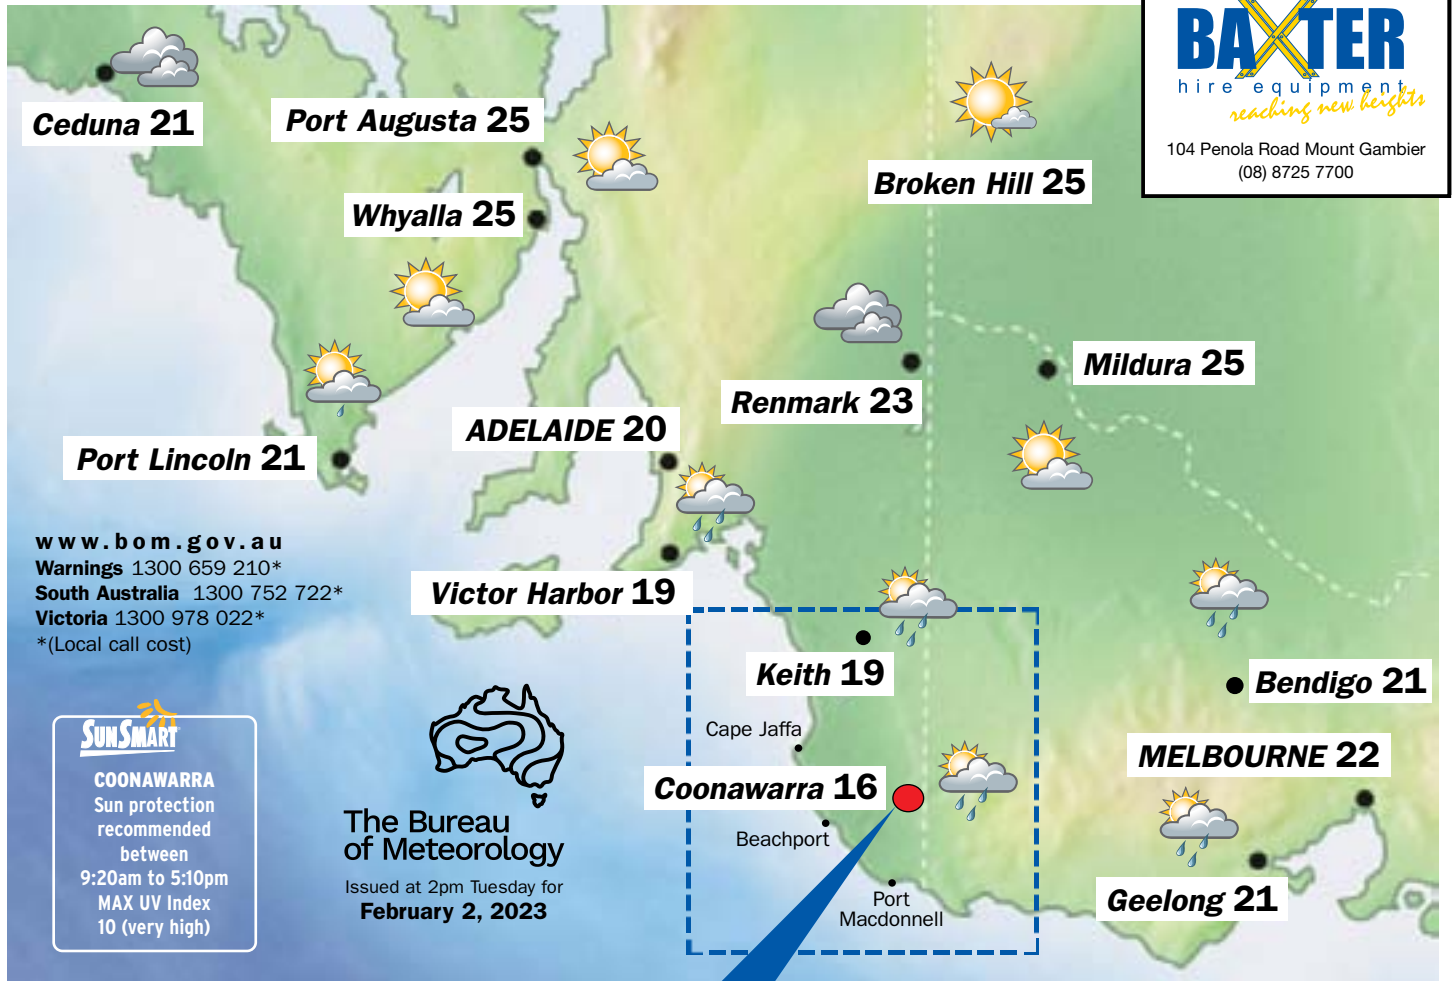 BAXTER
hire equipment
reaching new heights
104 Penola Road Mount Gambier
(08) 8725 7700
Ceduna 21
Port Augusta 25
Whyalla 25
Broken Hill 25
Renmark 23
Mildura 25
ADELAIDE 20
Port Lincoln 21
Victor Harbor 19
www.bom.gov.au
Warnings 1300 659 210*
South Australia 1300 752 722*
Victoria 1300 978 022*
*(Local call cost)
Keith 19
Bendigo 21
Cape Jaffa
MELBOURNE 22
Coonawarra 16
Beachport
Port
Macdonnell
Geelong 21
SUNSMART
COONAWARRA
Sun protection
recommended
between
9:20am to 5:10pm
MAX UV Index
10 (very high)
The Bureau
of Meteorology
Issued at 2pm Tuesday for
February 2, 2023